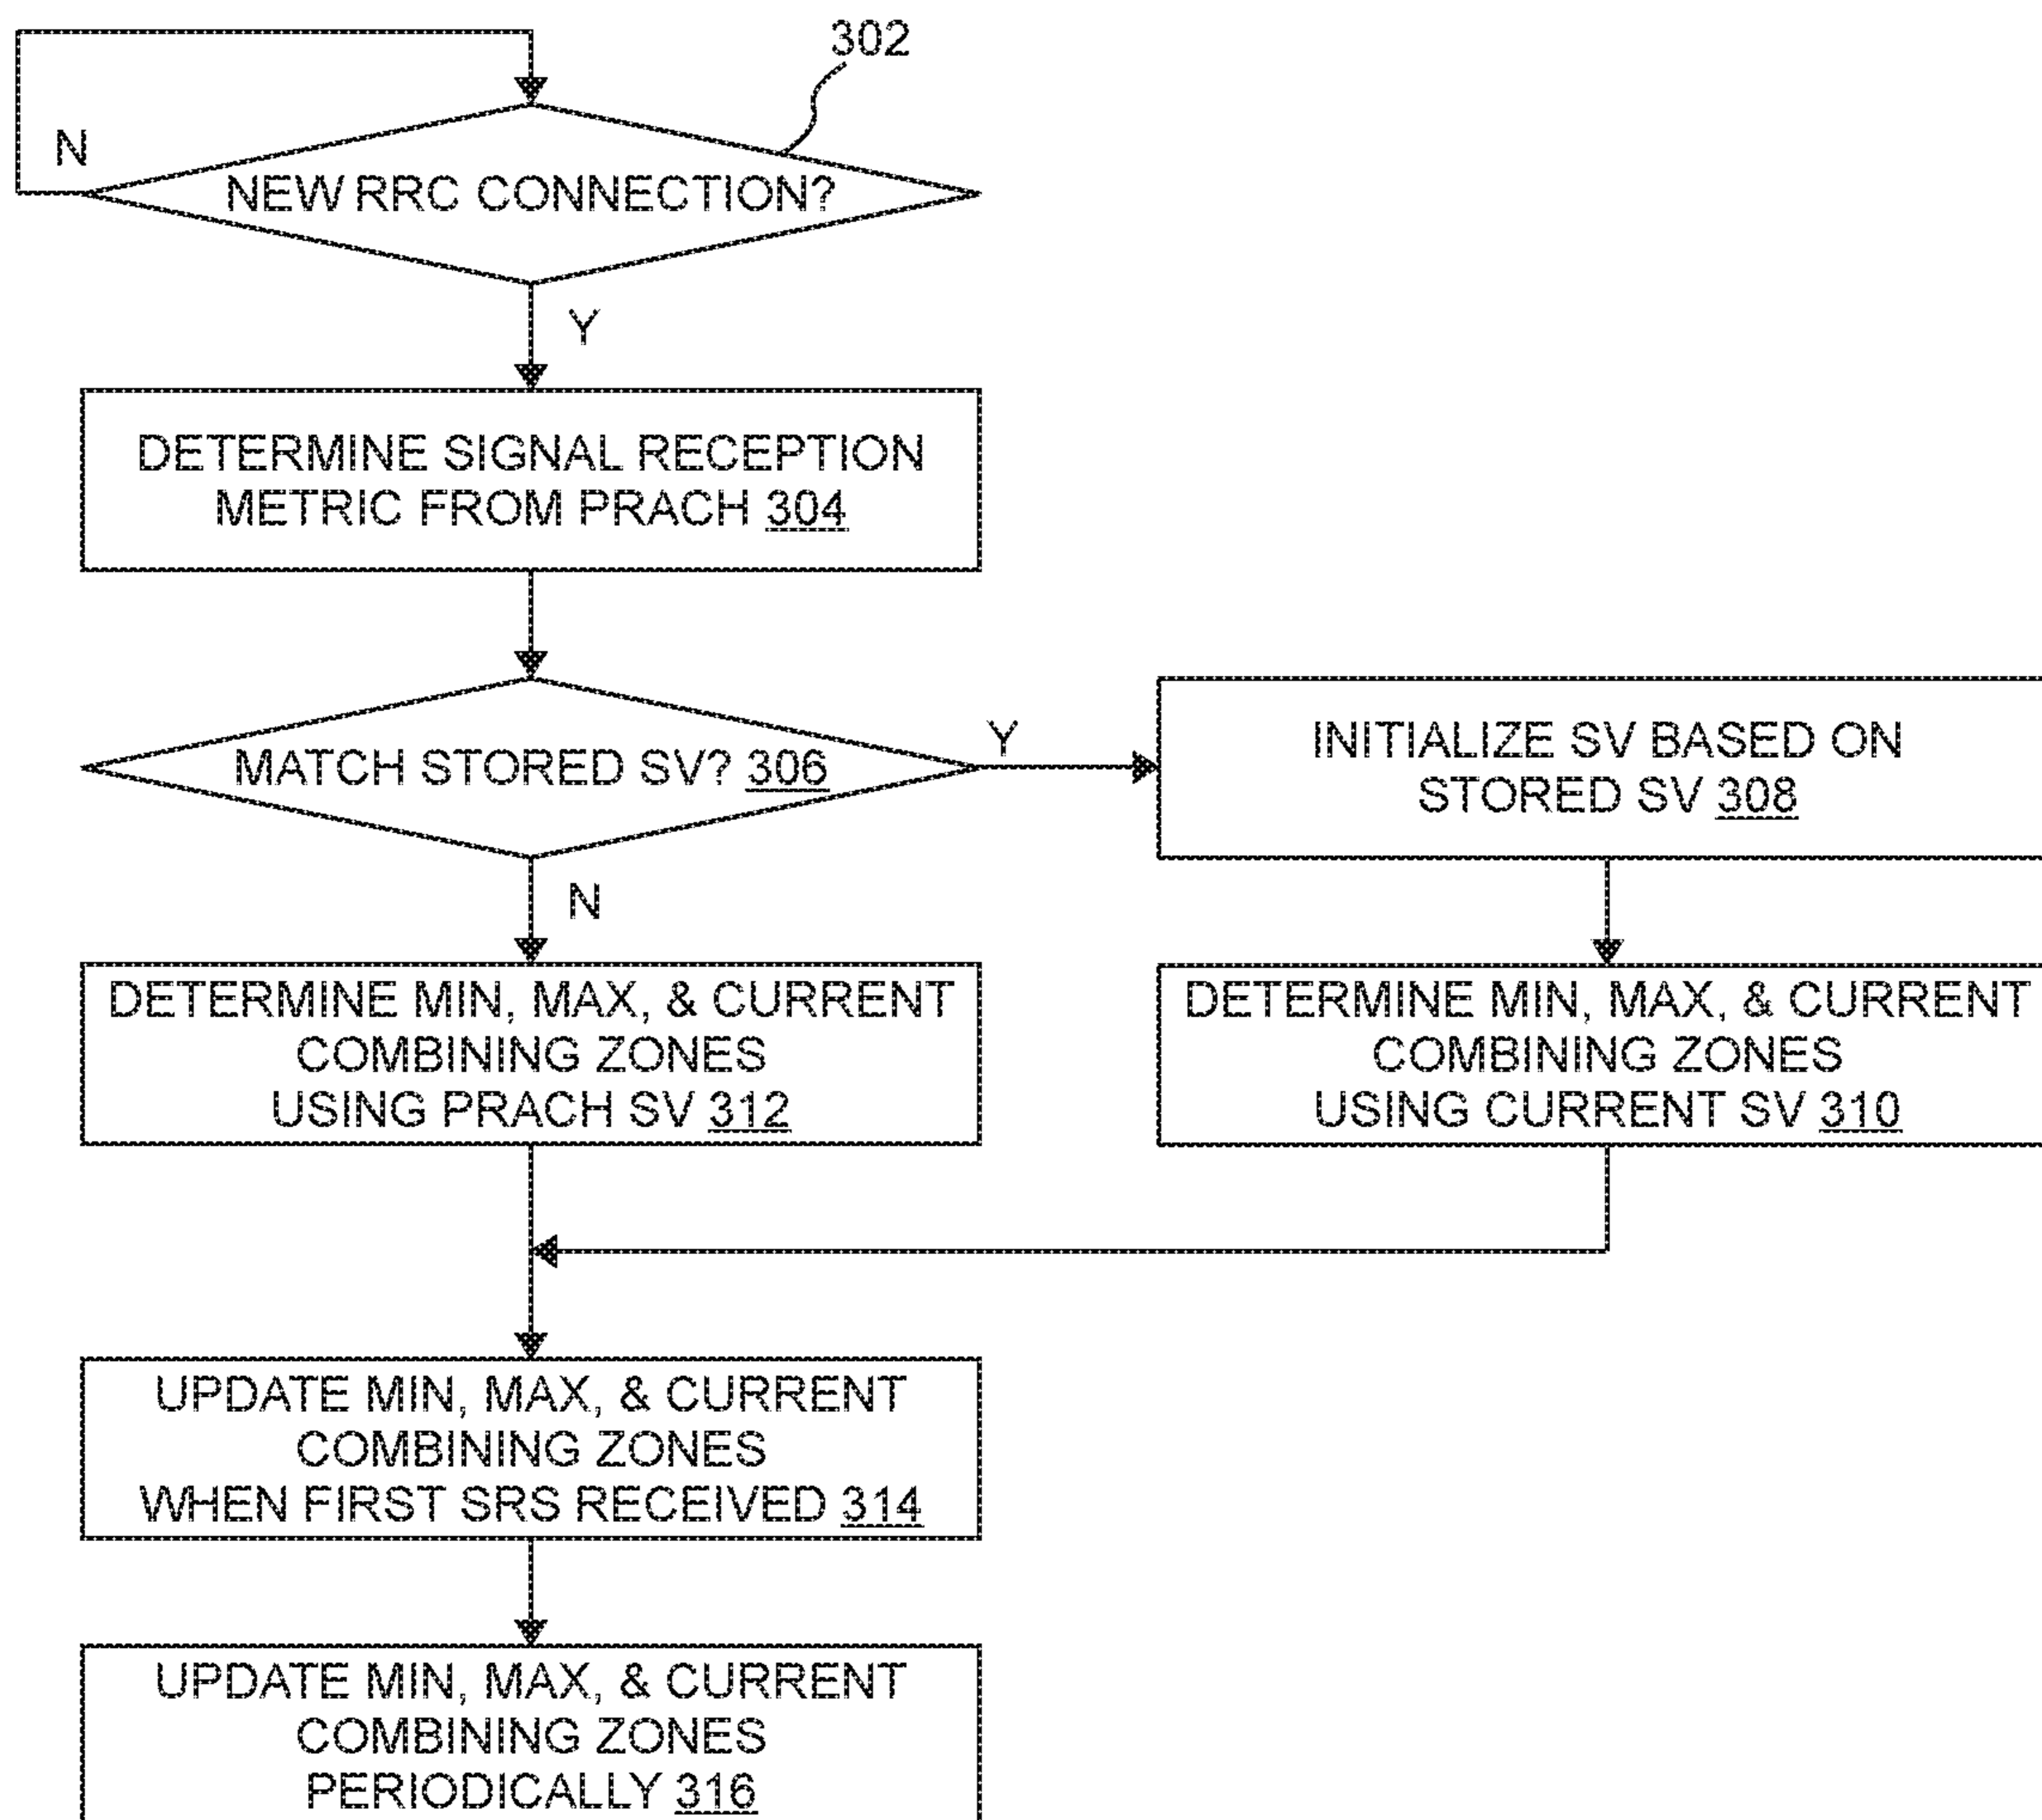 302
N
NEW RRC CONNECTION?
Y
DETERMINE SIGNAL RECEPTION
METRIC FROM PRACH 304
MATCH STORED SV? 306
Y
INITIALIZE SV BASED ON
STORED SV 308
N
DETERMINE MIN, MAX, & CURRENT
COMBINING ZONES
USING PRACH SV 312
DETERMINE MIN, MAX, & CURRENT
COMBINING ZONES
USING CURRENT SV 310
UPDATE MIN, MAX, & CURRENT
COMBINING ZONES
WHEN FIRST SRS RECEIVED 314
UPDATE MIN, MAX, & CURRENT
COMBINING ZONES
PERIODICALLY 316